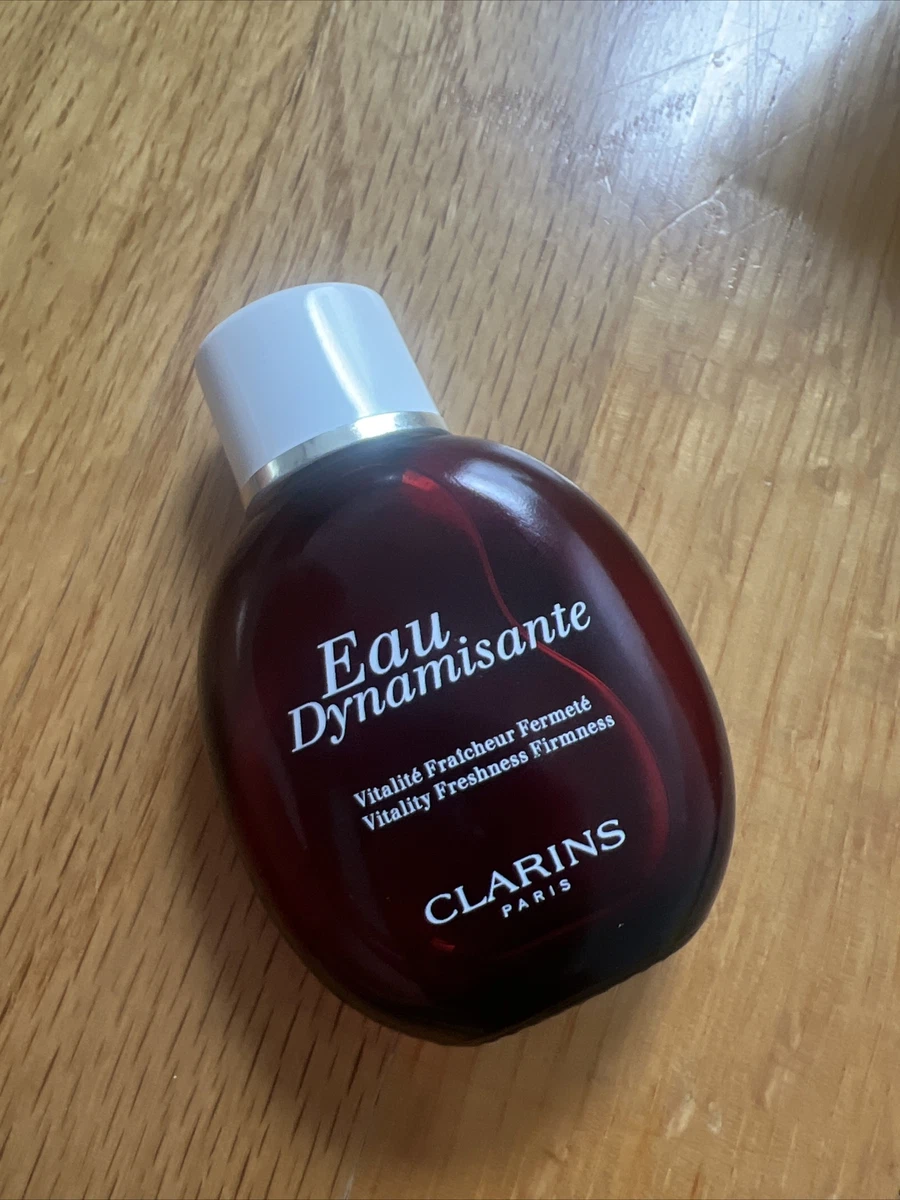 Eau
Dynamisante
Vitalité Fraîcheur Fermeté
Vitality Freshness Firmness
CLARINS
PARIS